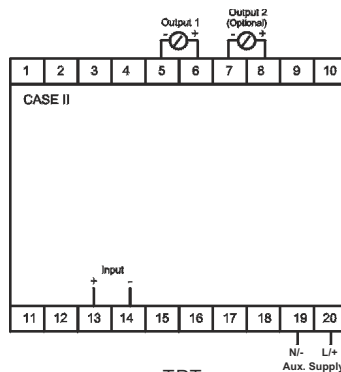 Output 1
Output 2
(Optional)
- +
- +
1 2 3 4 5 6 7 8 9 10
CASE II
Input
+ -
11 12 13 14 15 16 17 18 19 20
N/- L/+
Aux. Supply